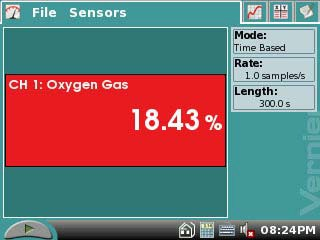 File Sensors
Mode:
Time Based
Rate:
1.0 samples/s
Length:
300.0 s
CH 1: Oxygen Gas
18.43 %
Vernier
08:24PM